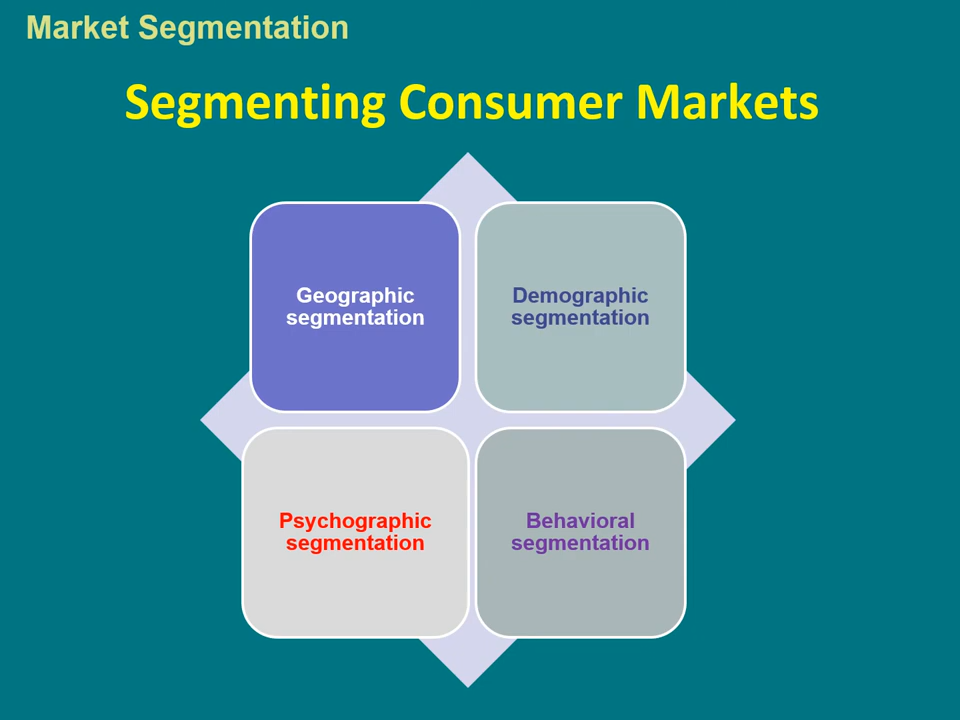 Market Segmentation
Segmenting Consumer Markets
Geographic
segmentation
Demographic
segmentation
Psychographic
segmentation
Behavioral
segmentation